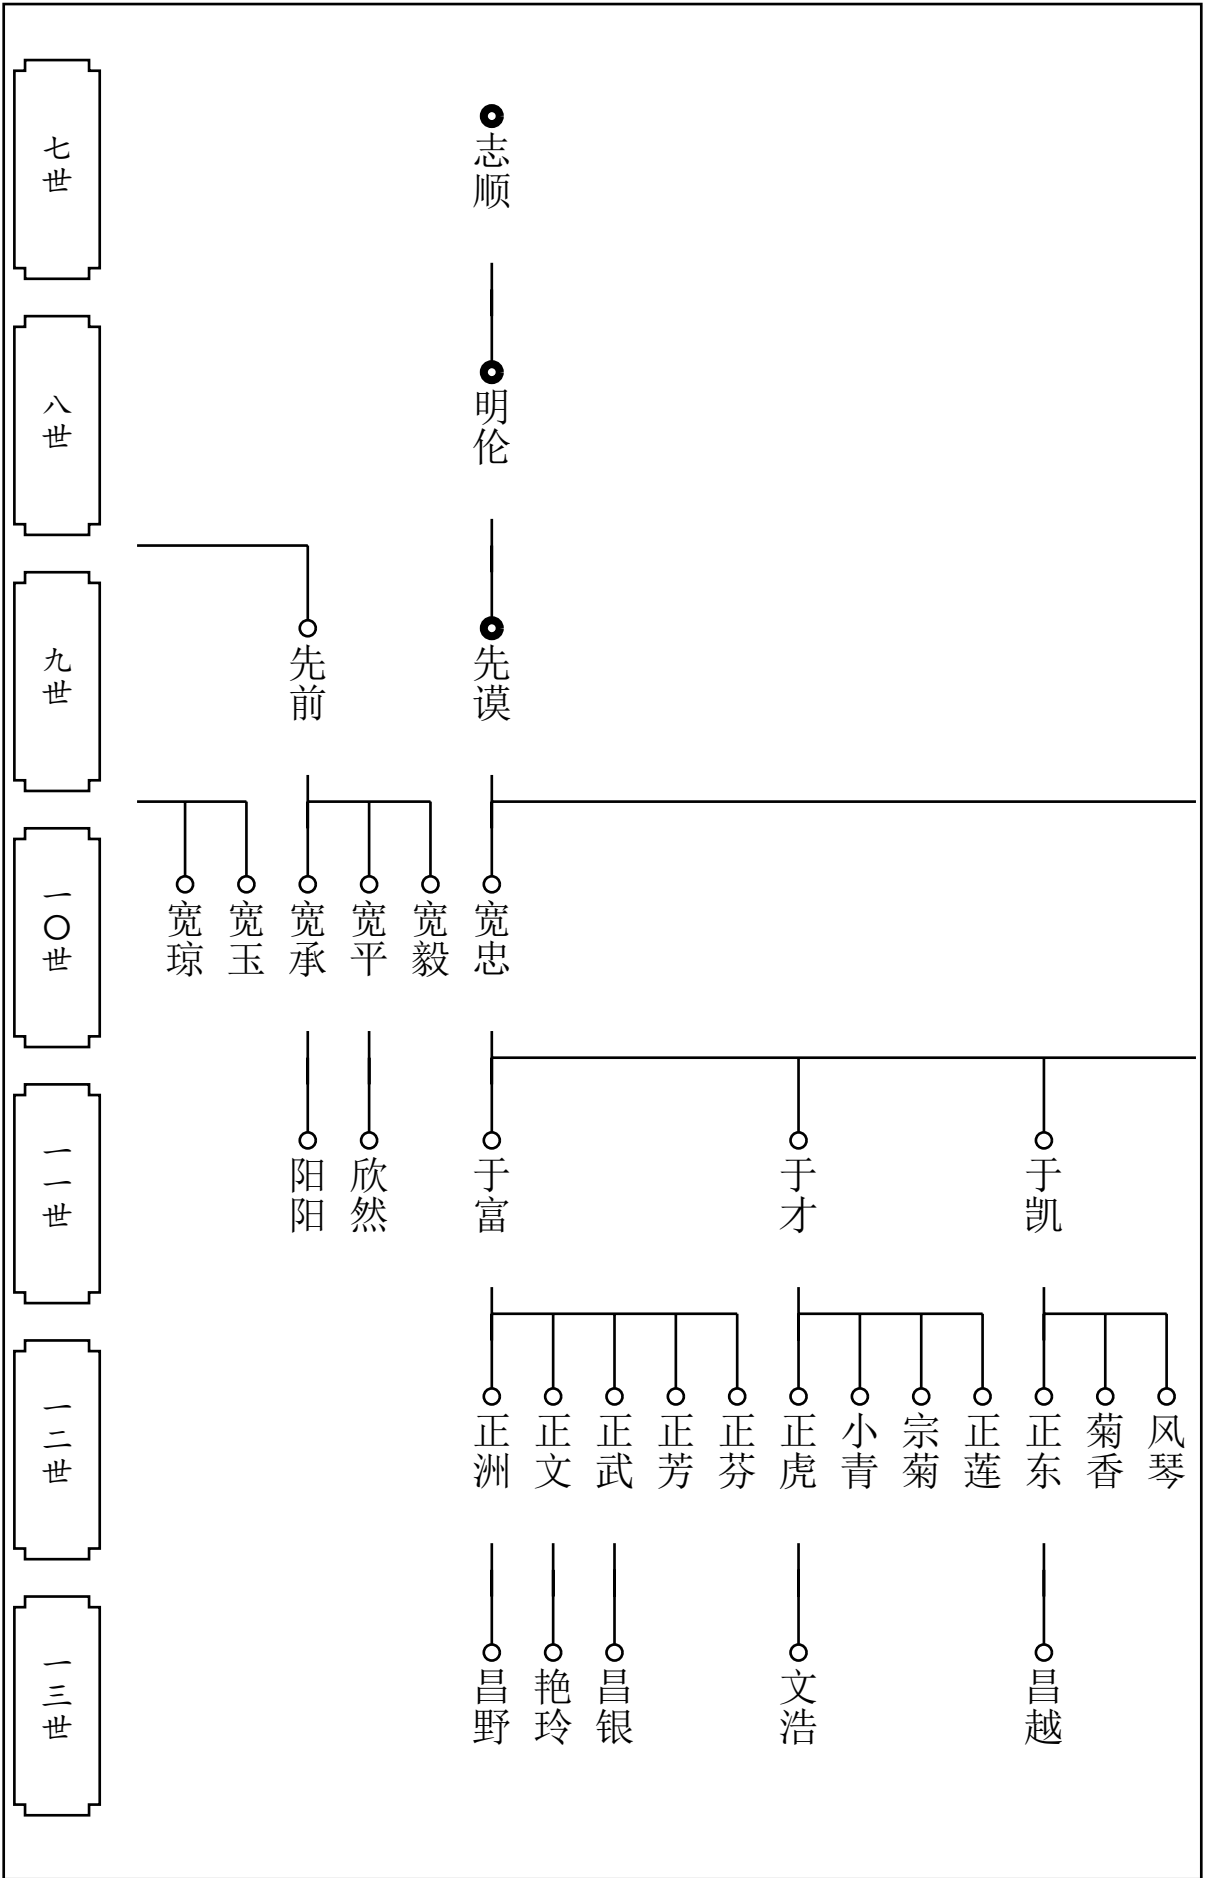 七世
志顺
八世
明伦
九世
先前
先谟
一〇世
宽琼
宽玉
宽承
宽平
宽毅
宽忠
一一世
阳阳
欣然
于富
于才
于凯
一二世
正洲
正文
正武
正芳
正芬
正虎
小青
宗菊
正莲
正东
菊香
风琴
一三世
昌野
艳玲
昌银
文浩
昌越